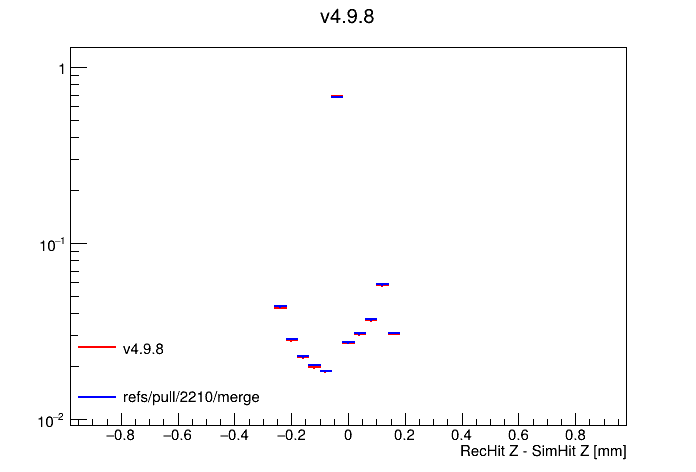 v4.9.8
1
10⁻¹
v4.9.8
refs/pull/2210/merge
10⁻²
−0.8 −0.6 −0.4 −0.2 0 0.2 0.4 0.6 0.8
RecHit Z - SimHit Z [mm]